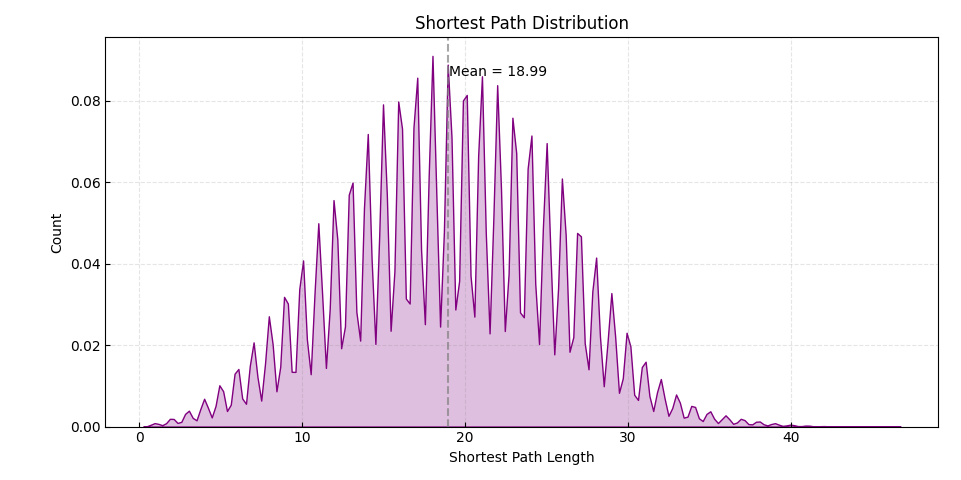 Shortest Path Distribution
Mean = 18.99
0.08
0.06
0.04
0.02
0.00
Count
0 10 20 30 40
Shortest Path Length